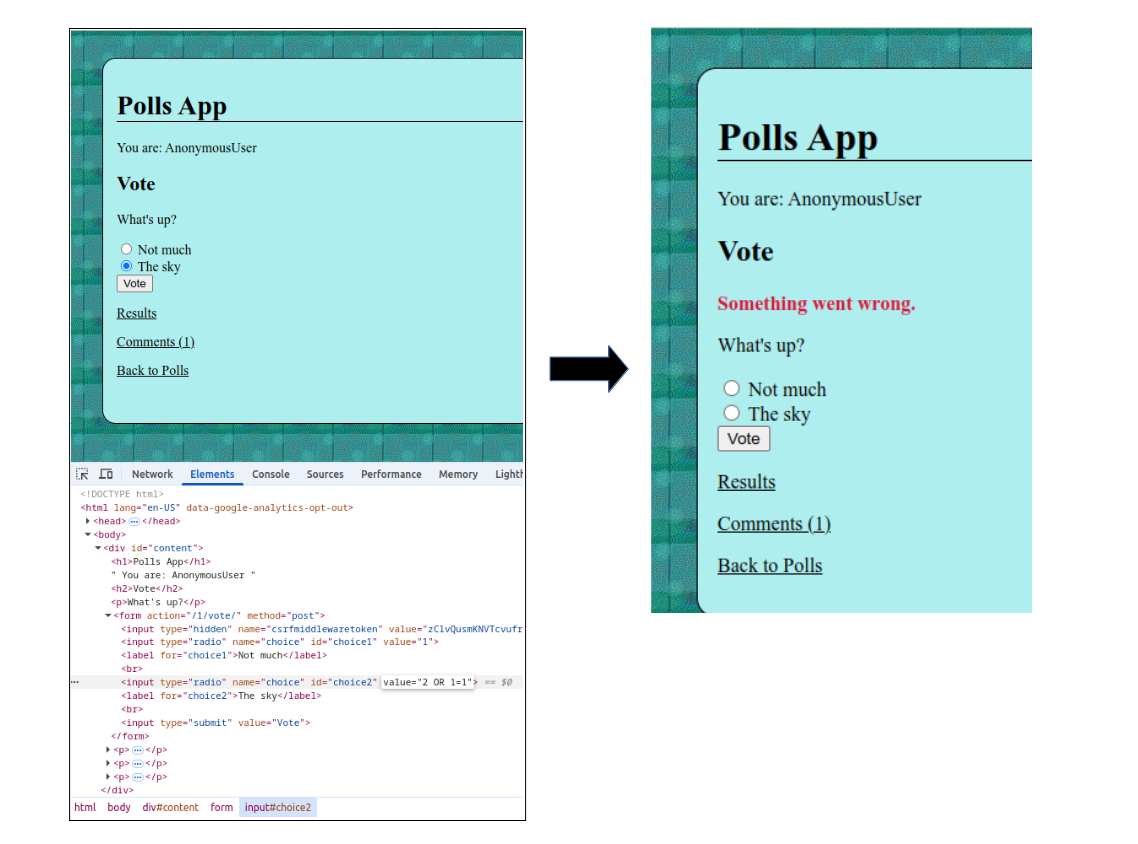 Polls App
You are: AnonymousUser
Vote
What's up?
Not much
The sky
Vote
Results
Comments (1)
Back to Polls
Network Elements Console Sources Performance Memory Lighth
<!DOCTYPE html>
<html lang="en-US" data-google-analytics-opt-out>
<head> ••• </head>
<body>
<div id="content">
<h1>Polls App</h1>
" You are: AnonymousUser "
<h2>Vote</h2>
<p>What's up?</p>
<form action="/1/vote/" method="post">
<input type="hidden" name="csrfmiddlewaretoken" value="zClvQusmKNVTcvufr
<input type="radio" name="choice" id="choice1" value="1">
<label for="choice1">Not much</label>
<br>
<input type="radio" name="choice" id="choice2" value="2 OR 1=1"> == $0
<label for="choice2">The sky</label>
<br>
<input type="submit" value="Vote">
</form>
<p> ••• </p>
<p> ••• </p>
<p> ••• </p>
</div>
html body div#content form input#choice2
Polls App
You are: AnonymousUser
Vote
Something went wrong.
What's up?
Not much
The sky
Vote
Results
Comments (1)
Back to Polls